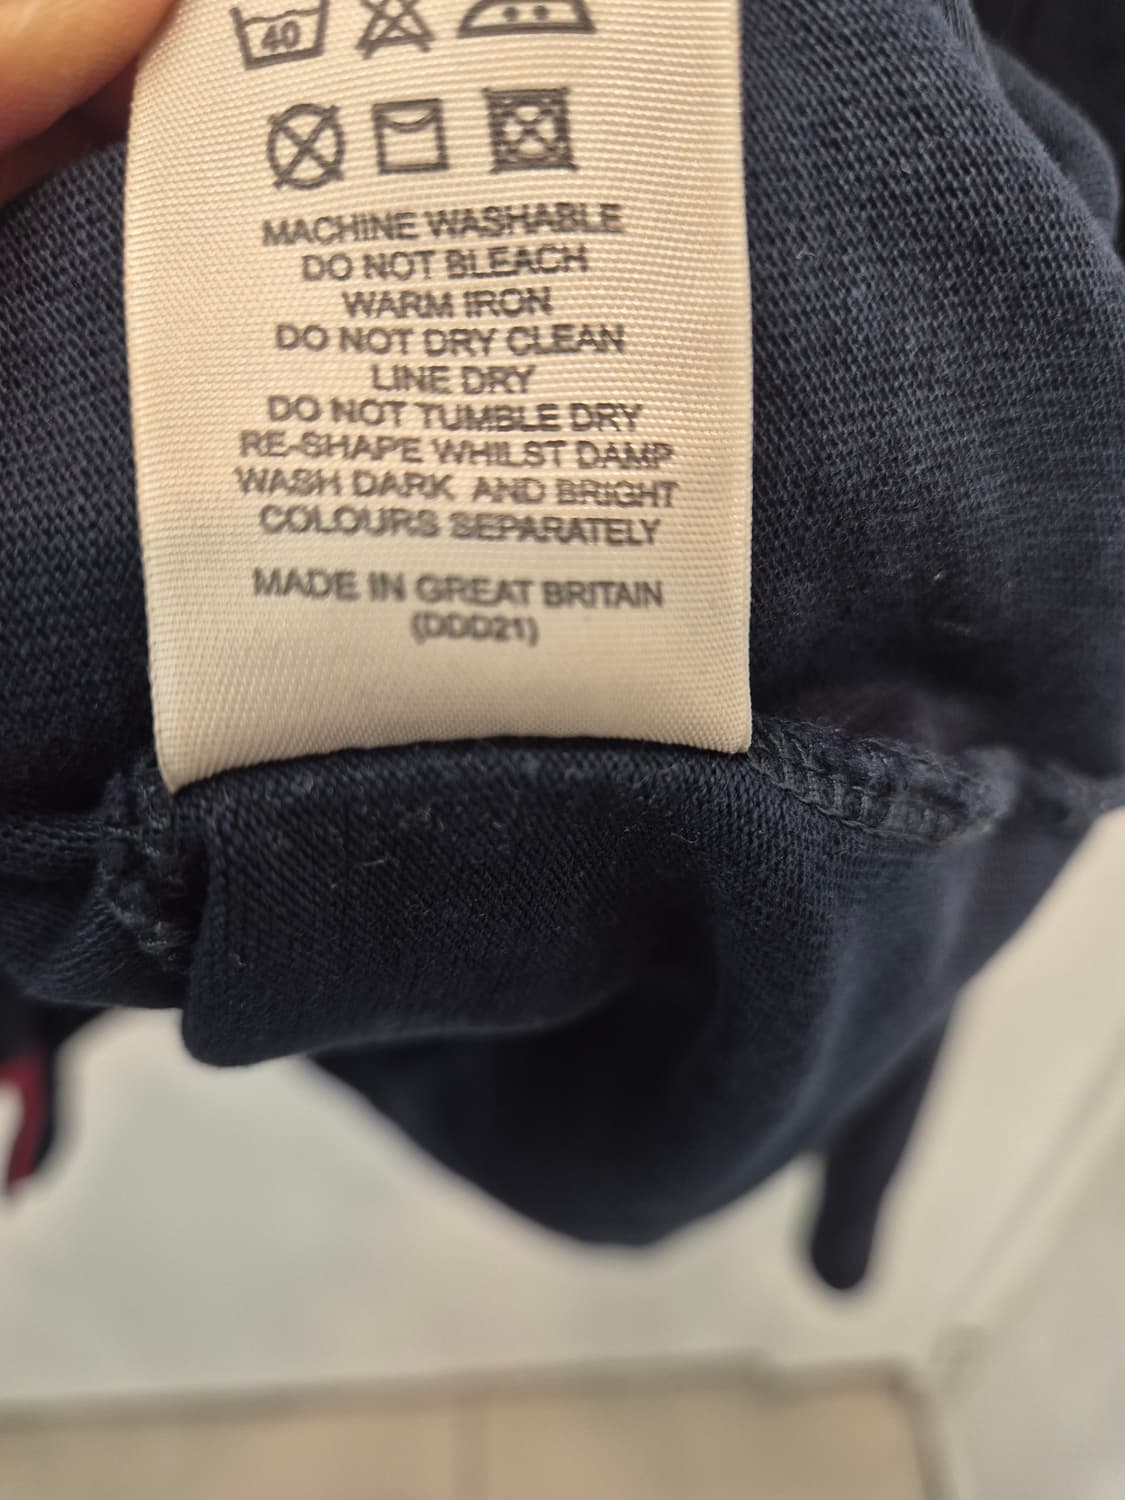 40
MACHINE WASHABLE
DO NOT BLEACH
WARM IRON
DO NOT DRY CLEAN
LINE DRY
DO NOT TUMBLE DRY
RE-SHAPE WHILST DAMP
WASH DARK AND BRIGHT
COLOURS SEPARATELY
MADE IN GREAT BRITAIN
(DDD21)